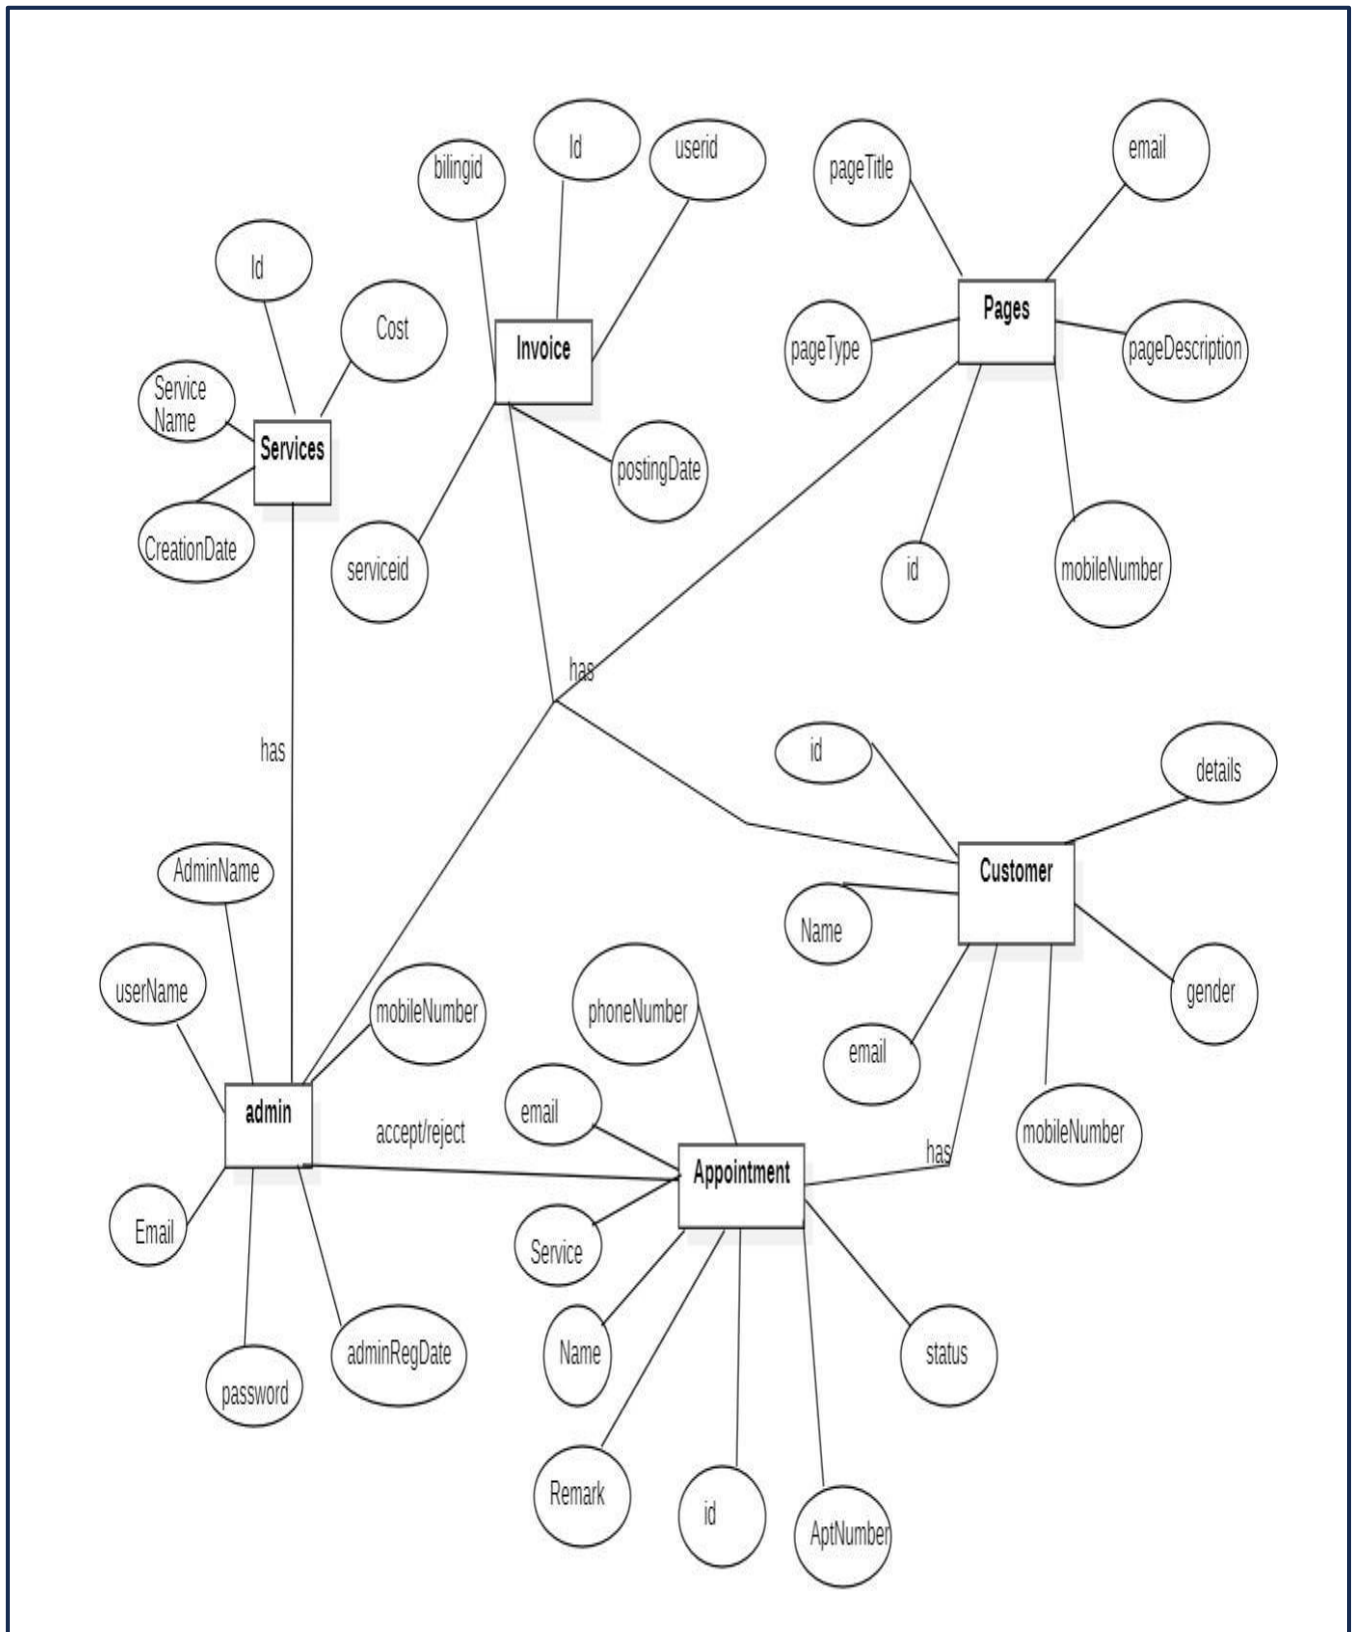 Id
userid
bilingid
email
pageTitle
Id
Cost
Pages
Invoice
pageType
pageDescription
Service
Name
Services
postingDate
CreationDate
serviceid
id
mobileNumber
has
has
id
details
AdminName
Customer
Name
userName
mobileNumber
phoneNumber
gender
email
admin
email
accept/reject
mobileNumber
has
Appointment
Email
Service
adminRegDate
Name
status
password
Remark
id
AptNumber